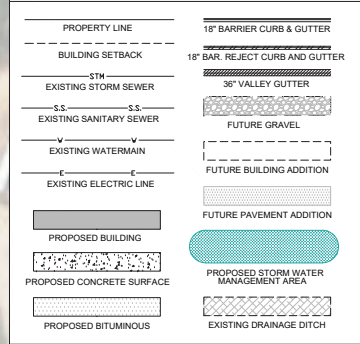 PROPERTY LINE
BUILDING SETBACK
STM
EXISTING STORM SEWER
S.S. S.S.
EXISTING SANITARY SEWER
W W
EXISTING WATERMAIN
E E
EXISTING ELECTRIC LINE
PROPOSED BUILDING
PROPOSED CONCRETE SURFACE
PROPOSED BITUMINOUS
18" BARRIER CURB & GUTTER
18" BAR. REJECT CURB AND GUTTER
36" VALLEY GUTTER
FUTURE GRAVEL
FUTURE BUILDING ADDITION
FUTURE PAVEMENT ADDITION
PROPOSED STORM WATER
MANAGEMENT AREA
EXISTING DRAINAGE DITCH